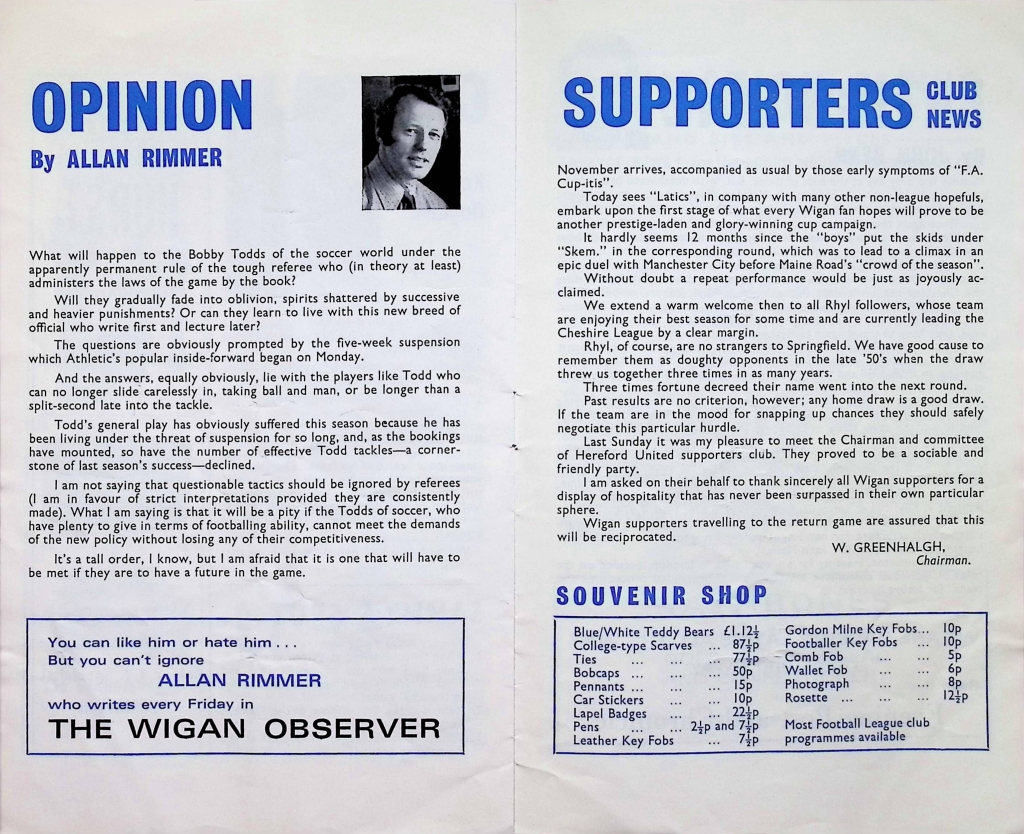 OPINION
By ALLAN RIMMER
What will happen to the Bobby Todds of the soccer world under the
apparently permanent rule of the tough referee who (in theory at least)
administers the laws of the game by the book?
Will they gradually fade into oblivion, spirits shattered by successive
and heavier punishments? Or can they learn to live with this new breed of
official who write first and lecture later?
The questions are obviously prompted by the five-week suspension
which Athletic's popular inside-forward began on Monday.
And the answers, equally obviously, lie with the players like Todd who
can no longer slide carelessly in, taking ball and man, or be longer than a
split-second late into the tackle.
Todd's general play has obviously suffered this season because he has
been living under the threat of suspension for so long, and, as the bookings
have mounted, so have the number of effective Todd tackles—a corner-
stone of last season's success—declined.
I am not saying that questionable tactics should be ignored by referees
(I am in favour of strict interpretations provided they are consistently
made). What I am saying is that it will be a pity if the Todds of soccer, who
have plenty to give in terms of footballing ability, cannot meet the demands
of the new policy without losing any of their competitiveness.
It's a tall order, I know, but I am afraid that it is one that will have to
be met if they are to have a future in the game.
You can like him or hate him . . .
But you can't ignore
ALLAN RIMMER
who writes every Friday in
THE WIGAN OBSERVER
SUPPORTERS CLUB
NEWS
November arrives, accompanied as usual by those early symptoms of "F.A.
Cup-itis".
Today sees "Latics", in company with many other non-league hopefuls,
embark upon the first stage of what every Wigan fan hopes will prove to be
another prestige-laden and glory-winning cup campaign.
It hardly seems 12 months since the "boys" put the skids under
"Skem." in the corresponding round, which was to lead to a climax in an
epic duel with Manchester City before Maine Road's "crowd of the season".
Without doubt a repeat performance would be just as joyously ac-
claimed.
We extend a warm welcome then to all Rhyl followers, whose team
are enjoying their best season for some time and are currently leading the
Cheshire League by a clear margin.
Rhyl, of course, are no strangers to Springfield. We have good cause to
remember them as doughty opponents in the late '50's when the draw
threw us together three times in as many years.
Three times fortune decreed their name went into the next round.
Past results are no criterion, however; any home draw is a good draw.
If the team are in the mood for snapping up chances they should safely
negotiate this particular hurdle.
Last Sunday it was my pleasure to meet the Chairman and committee
of Hereford United supporters club. They proved to be a sociable and
friendly party.
I am asked on their behalf to thank sincerely all Wigan supporters for a
display of hospitality that has never been surpassed in their own particular
sphere.
Wigan supporters travelling to the return game are assured that this
will be reciprocated.
W. GREENHALGH,
Chairman.
SOUVENIR SHOP
Blue/White Teddy Bears £1.12½
College-type Scarves ... 87½p
Ties ... ... ... 77½p
Bobcaps ... ... ... 50p
Pennants ... ... ... 15p
Car Stickers ... ... 10p
Lapel Badges ... ... 22½p
Pens ... ... 2½p and 7½p
Leather Key Fobs ... 7½p
Gordon Milne Key Fobs... 10p
Footballer Key Fobs ... 10p
Comb Fob ... ... 5p
Wallet Fob ... ... 6p
Photograph ... ... 8p
Rosette ... ... ... 12½p
Most Football League club
programmes available